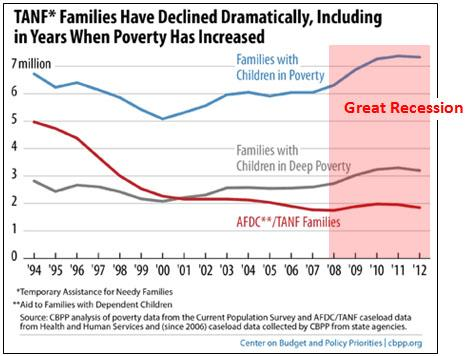 TANF* Families Have Declined Dramatically, Including
in Years When Poverty Has Increased
7 million
6
5
4
3
2
1
0
Families with
Children in Poverty
Great Recession
Families with
Children in Deep Poverty
AFDC**/TANF Families
'94 '95 '96 '97 '98 '99 '00 '01 '02 '03 '04 '05 '06 '07 '08 '09 '10 '11 '12
*Temporary Assistance for Needy Families
**Aid to Families with Dependent Children
Source: CBPP analysis of poverty data from the Current Population Survey and AFDC/TANF caseload data
from Health and Human Services and (since 2006) caseload data collected by CBPP from state agencies.
Center on Budget and Policy Priorities | cbpp.org